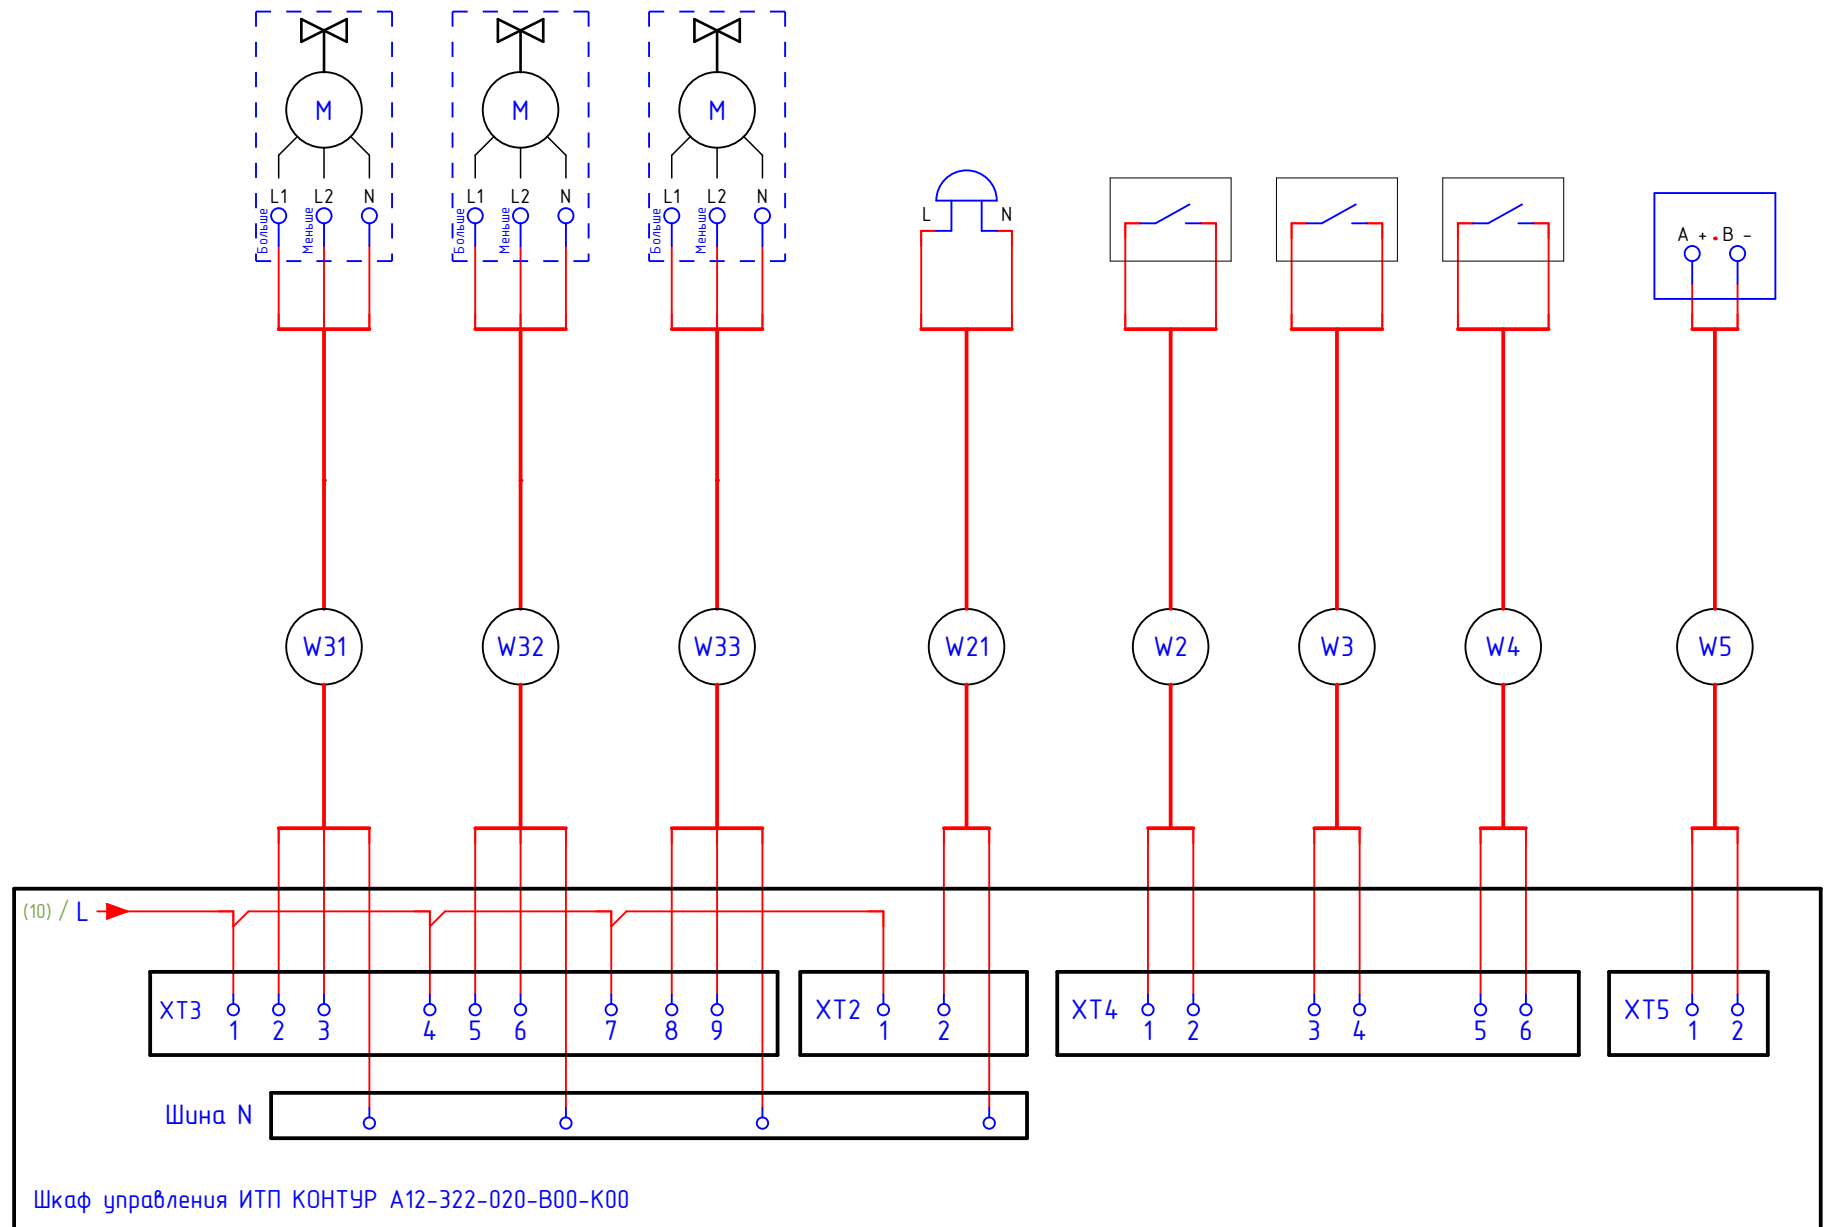 M M M
L1 L2 N L1 L2 N L1 L2 N L N
Больше Меньше Больше Меньше Больше Меньше
A + . B -
W31 W32 W33 W21 W2 W3 W4 W5
(10) / L
XT3 1 2 3 4 5 6 7 8 9
XT2 1 2
XT4 1 2 3 4 5 6
XT5 1 2
Шина N
Шкаф управления ИТП КОНТУР А12-322-020-В00-К00